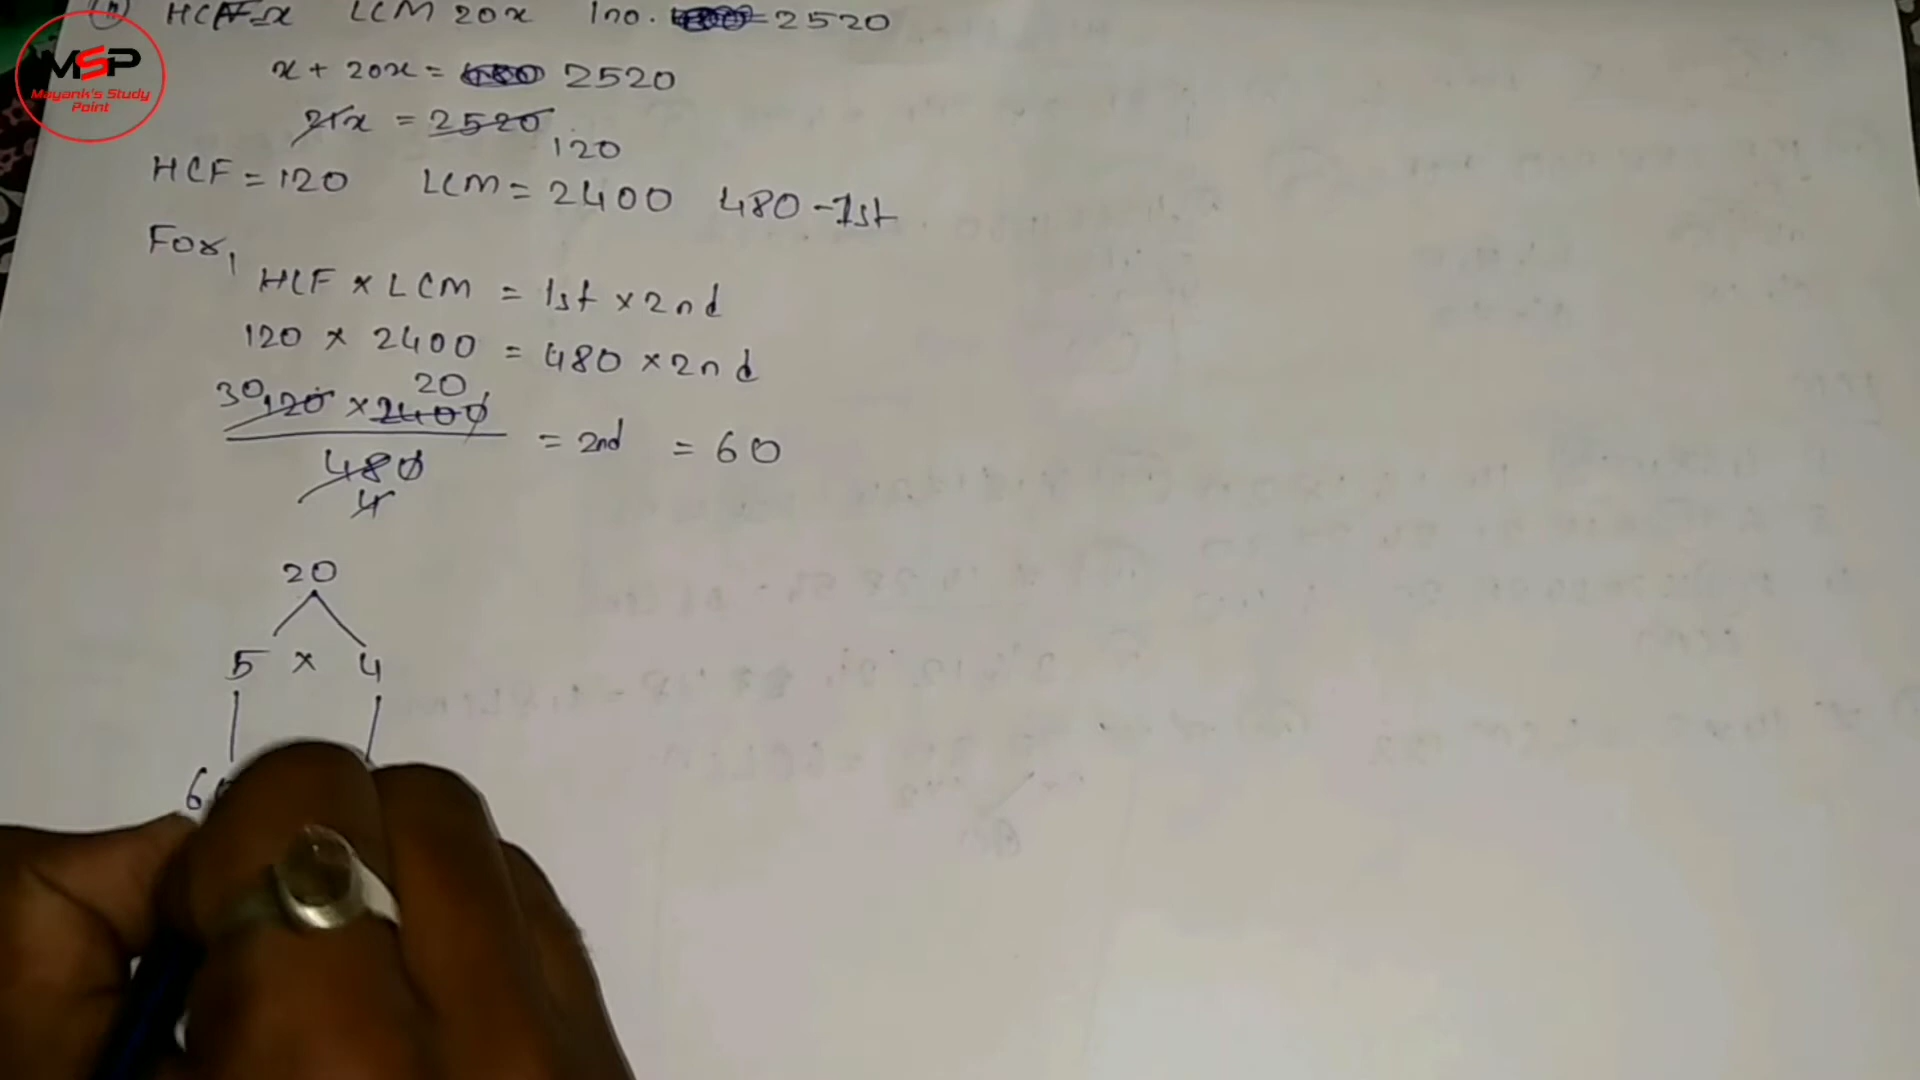 MSP
Mayank's Study
Point
HCF=x LCM 20x 1no. =2520
x + 20x = 2520
21x = 2520
120
HCF = 120 LCM = 2400 480 - 1st
For,
HCF × LCM = 1st × 2nd
120 × 2400 = 480 × 2nd
30 20
120 × 2400
= 2nd = 60
480
4
20
5 × 4